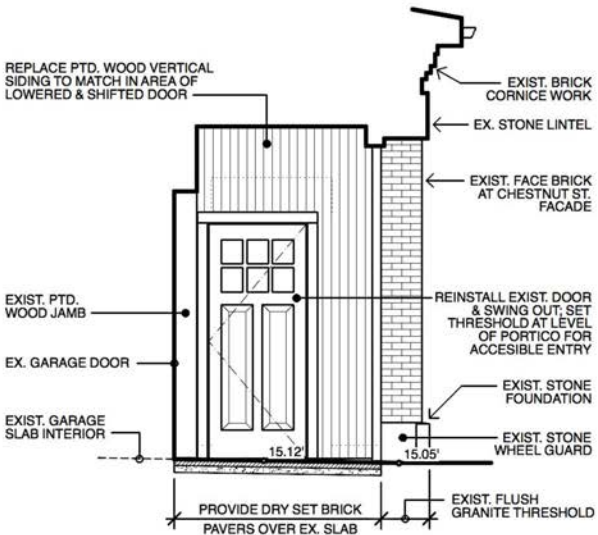 REPLACE PTD. WOOD VERTICAL
SIDING TO MATCH IN AREA OF
LOWERED & SHIFTED DOOR
EXIST. BRICK
CORNICE WORK
EX. STONE LINTEL
EXIST. FACE BRICK
AT CHESTNUT ST.
FACADE
EXIST. PTD.
WOOD JAMB
REINSTALL EXIST. DOOR
& SWING OUT; SET
THRESHOLD AT LEVEL
OF PORTICO FOR
ACCESIBLE ENTRY
EX. GARAGE DOOR
EXIST. STONE
FOUNDATION
EXIST. GARAGE
SLAB INTERIOR
EXIST. STONE
WHEEL GUARD
15.12'
15.05'
PROVIDE DRY SET BRICK
PAVERS OVER EX. SLAB
EXIST. FLUSH
GRANITE THRESHOLD